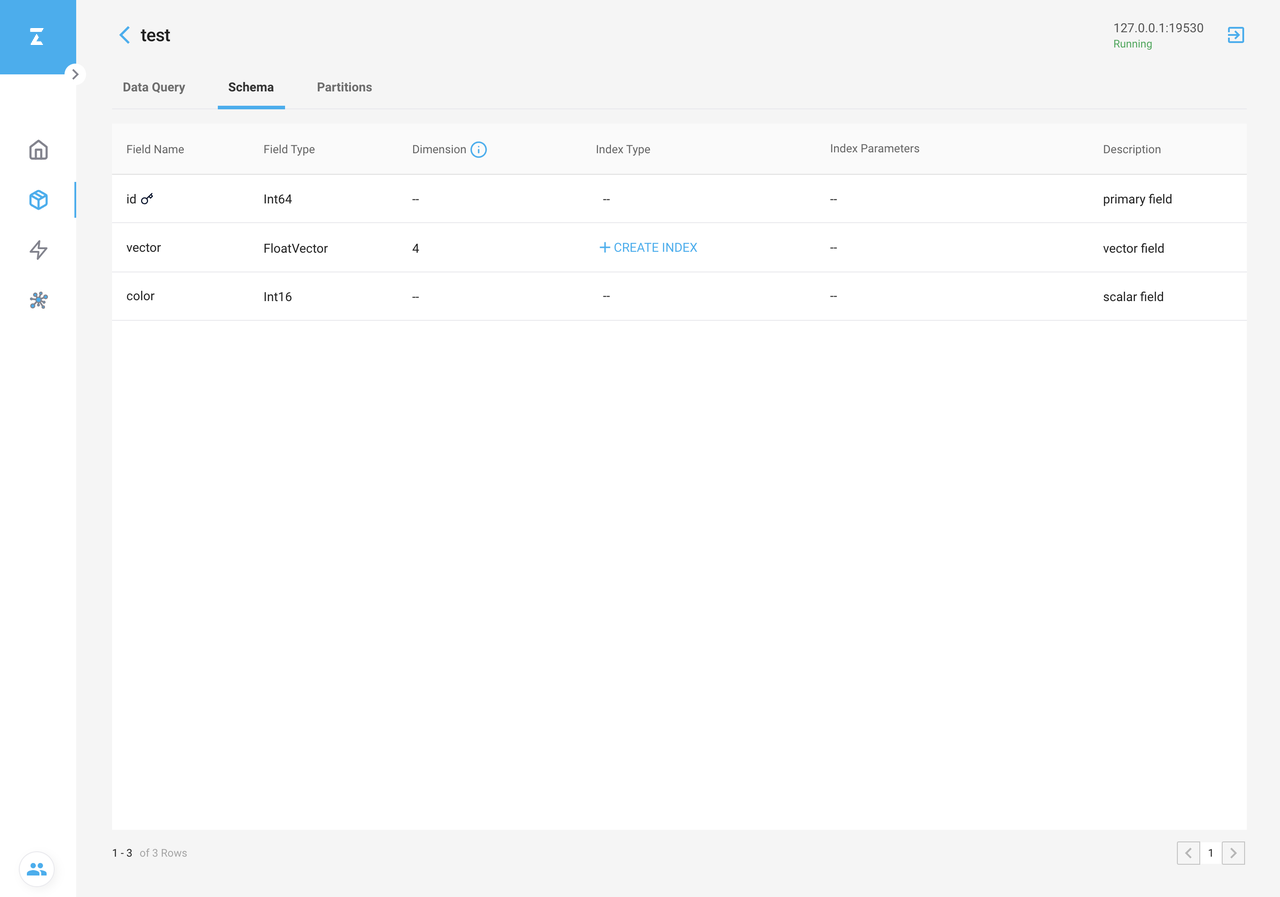 test
127.0.0.1:19530
Running
Data Query Schema Partitions
Field Name Field Type Dimension Index Type Index Parameters Description
id Int64 -- -- -- primary field
vector FloatVector 4 + CREATE INDEX -- vector field
color Int16 -- -- -- scalar field
1 - 3 of 3 Rows 1